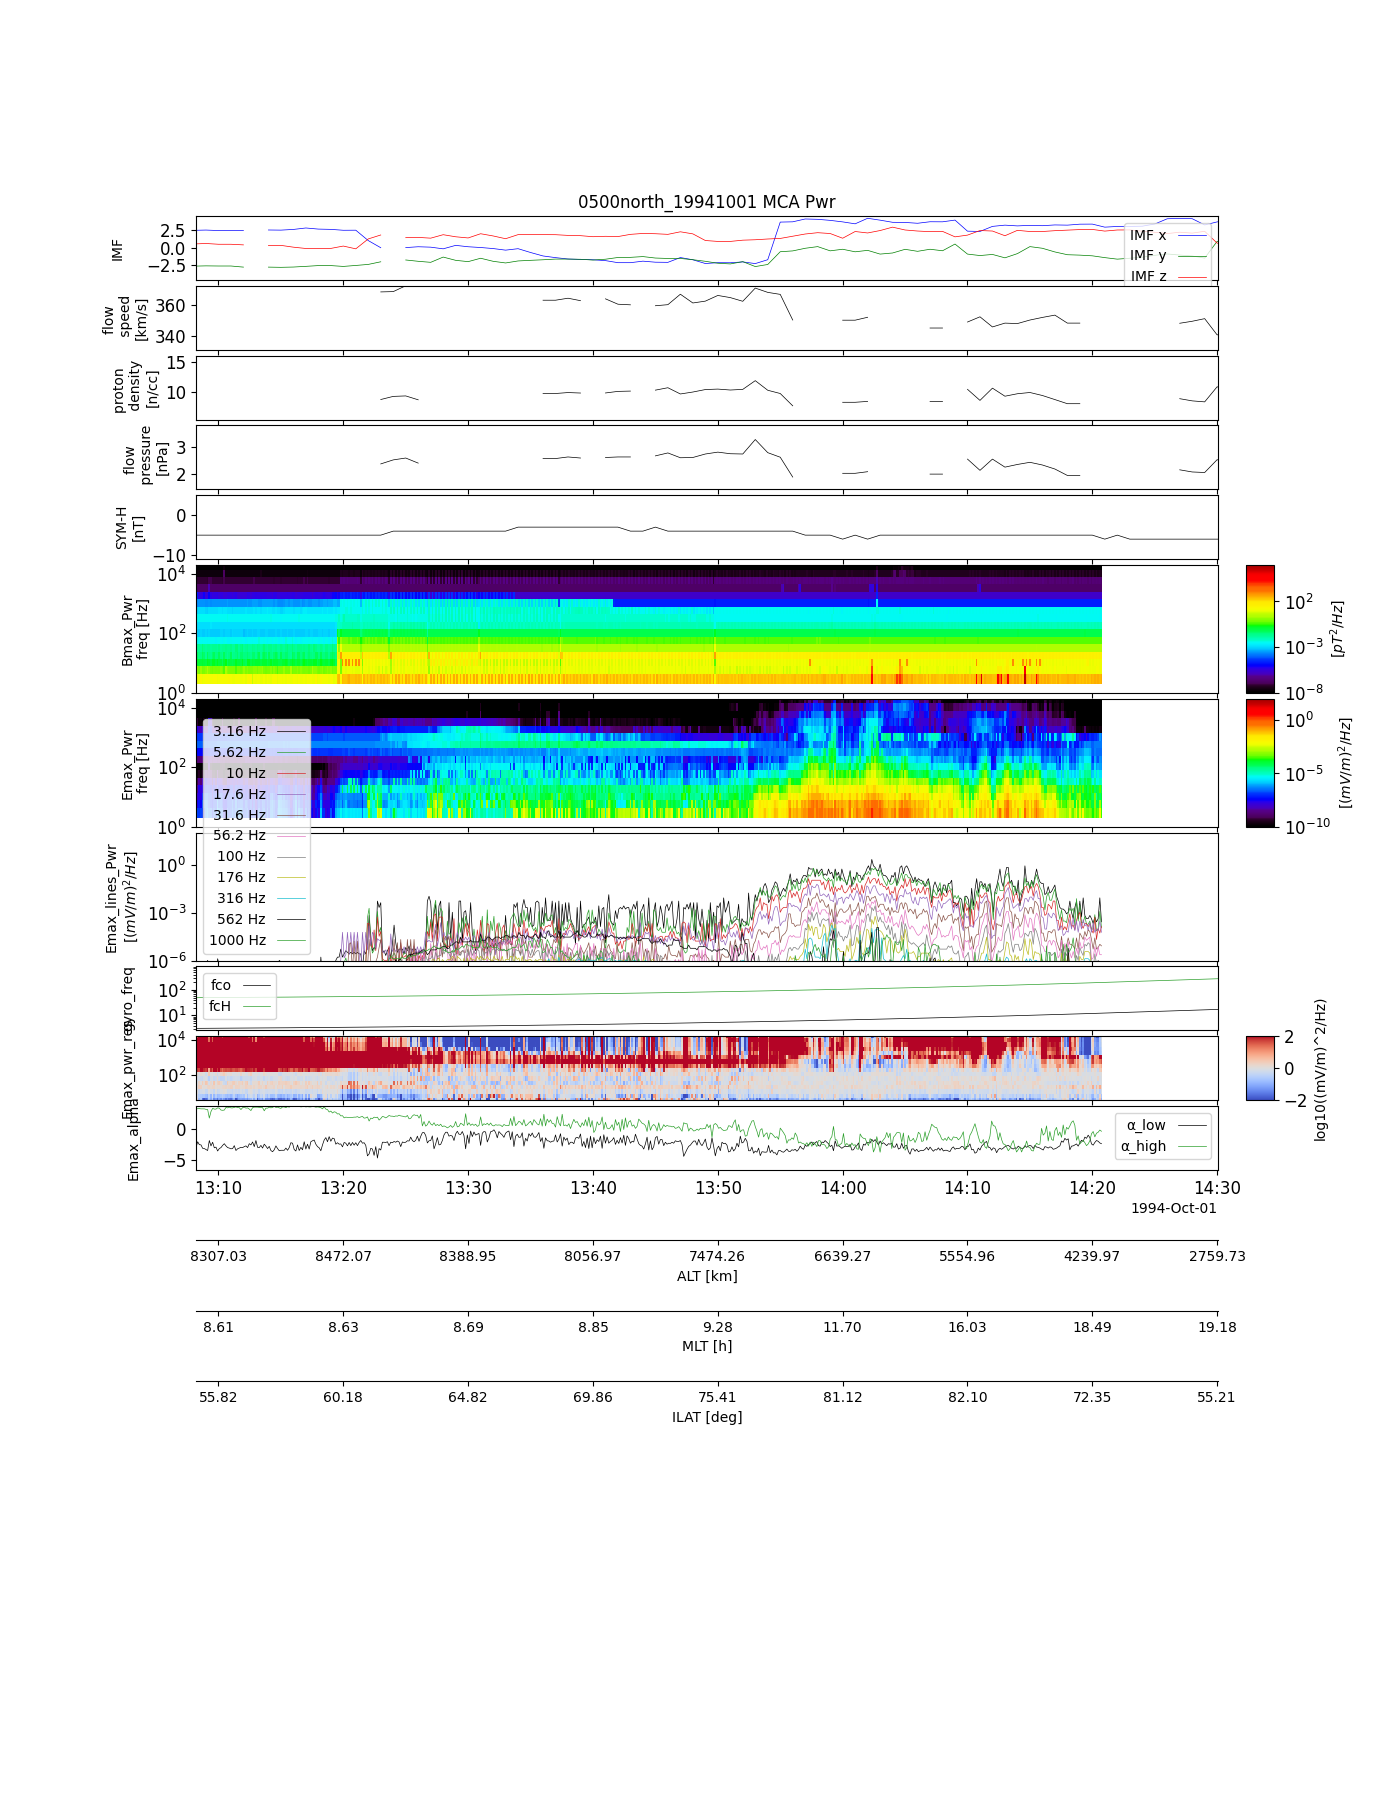 0500north_19941001 MCA Pwr
IMF
2.5
0.0
−2.5
IMF x
IMF y
IMF z
flow
speed
[km/s]
360
340
proton
density
[n/cc]
15
10
flow
pressure
[nPa]
3
2
SYM-H
[nT]
0
−10
Bmax_Pwr
freq [Hz]
10^4
10^2
10^0
10^2
10^−3
10^−8
[pT^2/Hz]
Emax_Pwr
freq [Hz]
10^4
10^2
10^0
10^0
10^−5
10^−10
[(mV/m)^2/Hz]
3.16 Hz
5.62 Hz
10 Hz
17.6 Hz
31.6 Hz
56.2 Hz
100 Hz
176 Hz
316 Hz
562 Hz
1000 Hz
Emax_lines_Pwr
[(mV/m)^2/Hz]
10^0
10^−3
10^−6
gyro_freq
10^2
10^1
fco
fcH
Emax_pwr_reg
10^4
10^2
2
0
−2
log10((mV/m)^2/Hz)
Emax_alpha
0
−5
α_low
α_high
13:10 13:20 13:30 13:40 13:50 14:00 14:10 14:20 14:30
1994-Oct-01
8307.03 8472.07 8388.95 8056.97 7474.26 6639.27 5554.96 4239.97 2759.73
ALT [km]
8.61 8.63 8.69 8.85 9.28 11.70 16.03 18.49 19.18
MLT [h]
55.82 60.18 64.82 69.86 75.41 81.12 82.10 72.35 55.21
ILAT [deg]